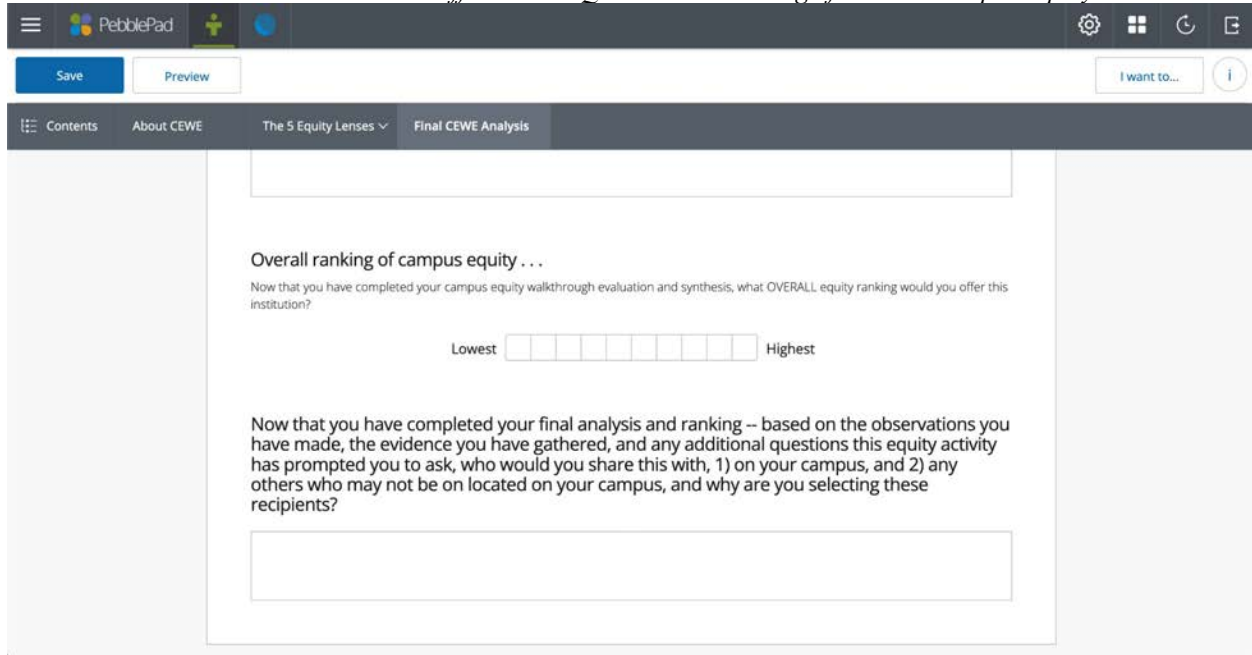 PebblePad
Save
Preview
I want to...
i
Contents
About CEWE
The 5 Equity Lenses
Final CEWE Analysis
Overall ranking of campus equity . . .
Now that you have completed your campus equity walkthrough evaluation and synthesis, what OVERALL equity ranking would you offer this
institution?
Lowest
Highest
Now that you have completed your final analysis and ranking -- based on the observations you
have made, the evidence you have gathered, and any additional questions this equity activity
has prompted you to ask, who would you share this with, 1) on your campus, and 2) any
others who may not be on located on your campus, and why are you selecting these
recipients?